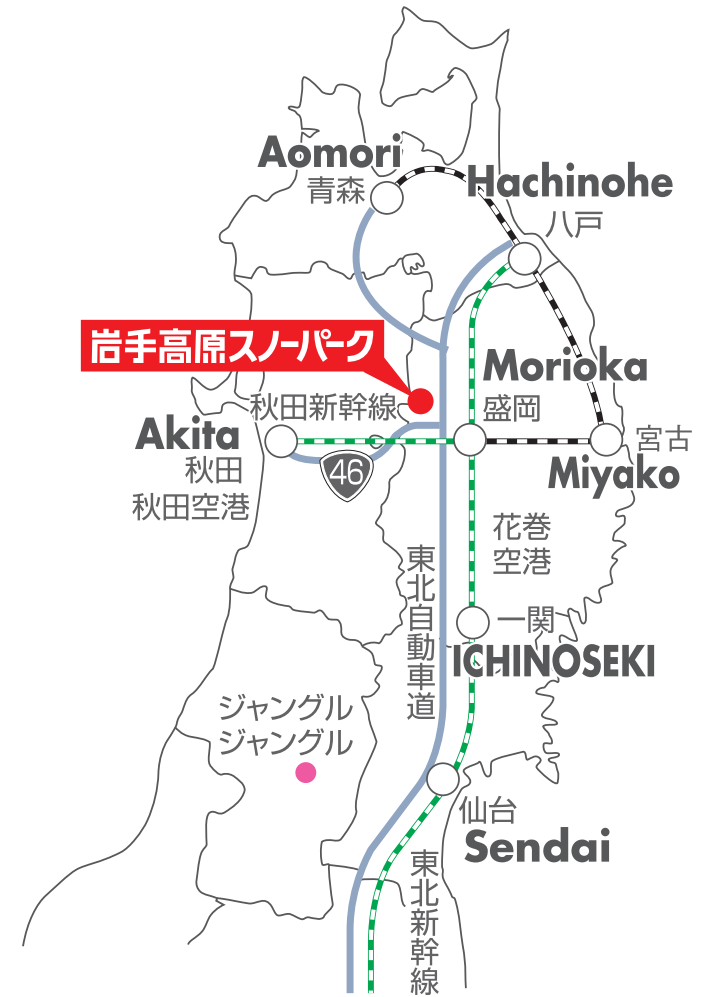 Aomori
青森
Hachinohe
八戸
岩手高原スノーパーク
Morioka
盛岡
秋田新幹線
Akita
秋田
秋田空港
46
宮古
Miyako
花巻
空港
東北自動車道
一関
ICHINOSEKI
ジャングル
ジャングル
仙台
Sendai
東北新幹線